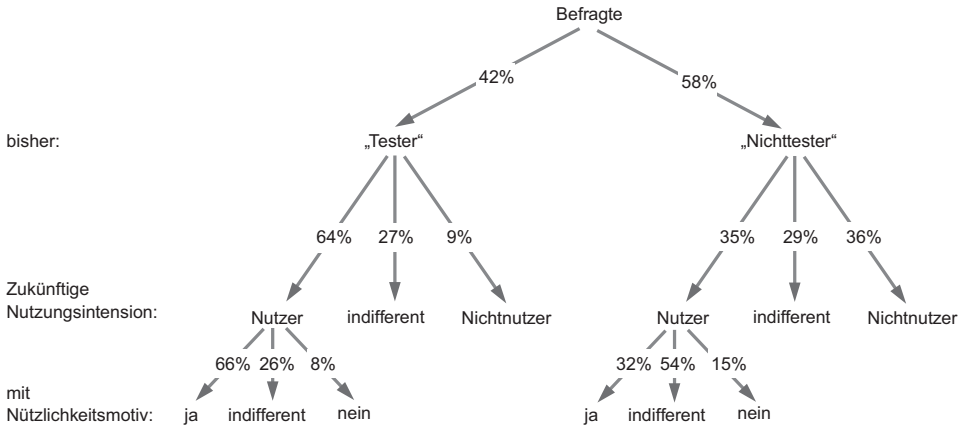 Befragte
42%
58%
bisher:
„Tester“
„Nichttester“
64%
27%
9%
35%
29%
36%
Zukünftige
Nutzungsintension:
Nutzer
indifferent
Nichtnutzer
Nutzer
indifferent
Nichtnutzer
66%
26%
8%
32%
54%
15%
mit
Nützlichkeitsmotiv:
ja
indifferent
nein
ja
indifferent
nein